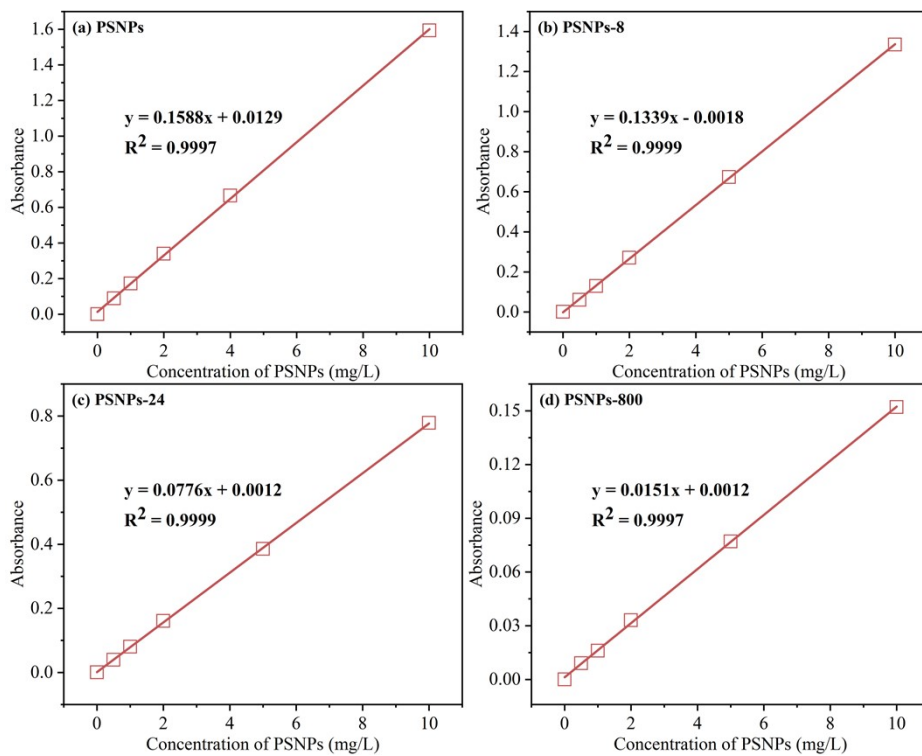 (a) PSNPs
y = 0.1588x + 0.0129
R² = 0.9997
Absorbance
1.6
1.4
1.2
1.0
0.8
0.6
0.4
0.2
0.0
0 2 4 6 8 10
Concentration of PSNPs (mg/L)
(b) PSNPs-8
y = 0.1339x - 0.0018
R² = 0.9999
Absorbance
1.4
1.2
1.0
0.8
0.6
0.4
0.2
0.0
0 2 4 6 8 10
Concentration of PSNPs (mg/L)
(c) PSNPs-24
y = 0.0776x + 0.0012
R² = 0.9999
Absorbance
0.8
0.6
0.4
0.2
0.0
0 2 4 6 8 10
Concentration of PSNPs (mg/L)
(d) PSNPs-800
y = 0.0151x + 0.0012
R² = 0.9997
Absorbance
0.15
0.12
0.09
0.06
0.03
0.00
0 2 4 6 8 10
Concentration of PSNPs (mg/L)